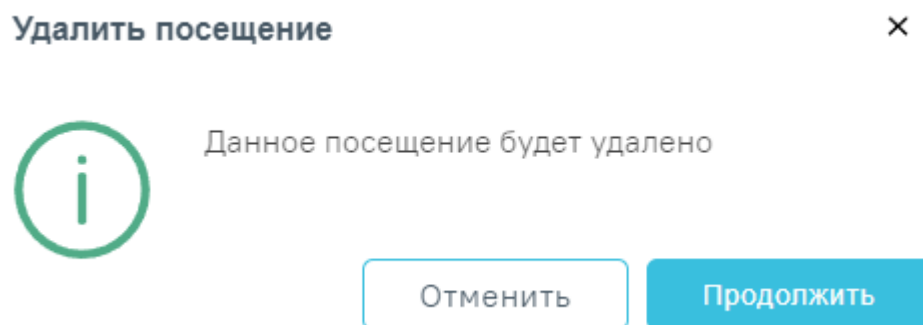 Удалить посещение
Данное посещение будет удалено
Отменить
Продолжить